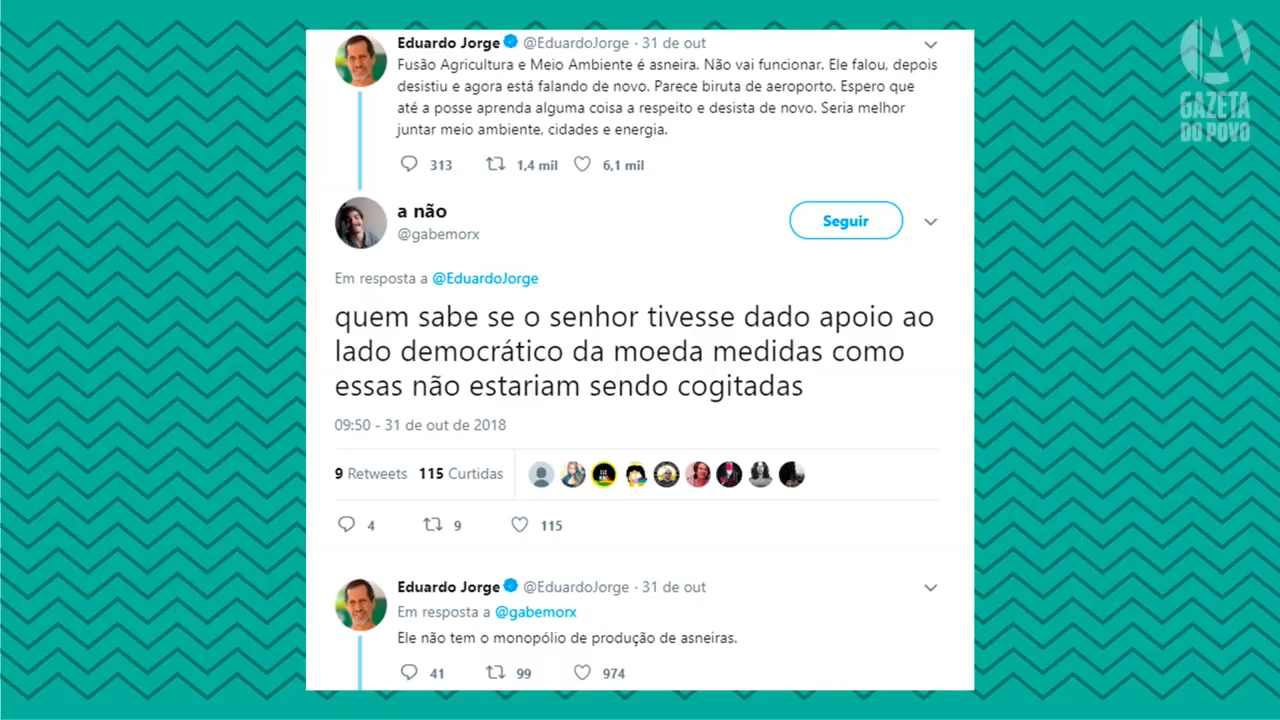 Eduardo Jorge @EduardoJorge · 31 de out
Fusão Agricultura e Meio Ambiente é asneira. Não vai funcionar. Ele falou, depois
desistiu e agora está falando de novo. Parece biruta de aeroporto. Espero que
até a posse aprenda alguma coisa a respeito e desista de novo. Seria melhor
juntar meio ambiente, cidades e energia.
313 1,4 mil 6,1 mil
GAZETA
DO POVO
a não
@gabemorx
Seguir
Em resposta a @EduardoJorge
quem sabe se o senhor tivesse dado apoio ao
lado democrático da moeda medidas como
essas não estariam sendo cogitadas
09:50 - 31 de out de 2018
9 Retweets 115 Curtidas
4 9 115
Eduardo Jorge @EduardoJorge · 31 de out
Em resposta a @gabemorx
Ele não tem o monopólio de produção de asneiras.
41 99 974